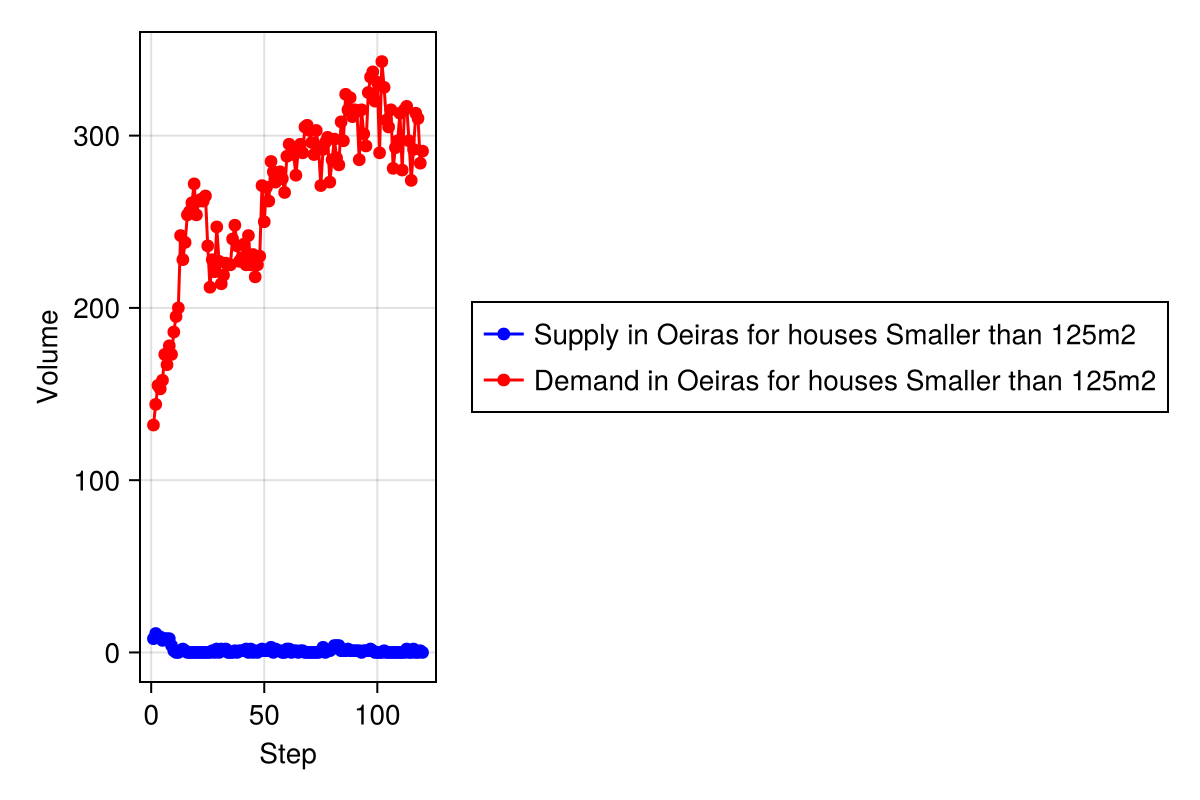 Volume
300
200
100
0
0 50 100
Step
Supply in Oeiras for houses Smaller than 125m2
Demand in Oeiras for houses Smaller than 125m2